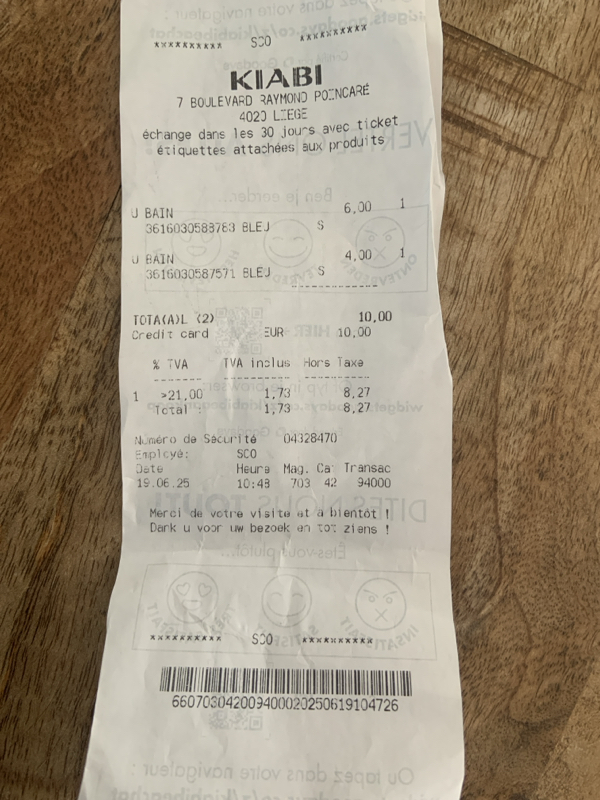 ********** SCO **********
KIABI
7 BOULEVARD RAYMOND POINCARÉ
4020 LIEGE
échange dans les 30 jours avec ticket
étiquettes attachées aux produits
U BAIN 6,00 1
3616030588763 BLEJ S
U BAIN 4,00 1
3616030587571 BLEJ S
TOTA(A)L (2) 10,00
Credit card EUR 10,00
% TVA TVA inclus Hors Taxe
1 >21,00 1,73 8,27
Total : 1,73 8,27
Numéro de Sécurité 04328470
Employé: SCO
Date Heure Mag. Ca Transac
19.06.25 10:48 703 42 94000
Merci de votre visite et a bientôt !
Dank u voor uw bezoek en tot ziens !
********** SCO **********
660703042009400020250619104726